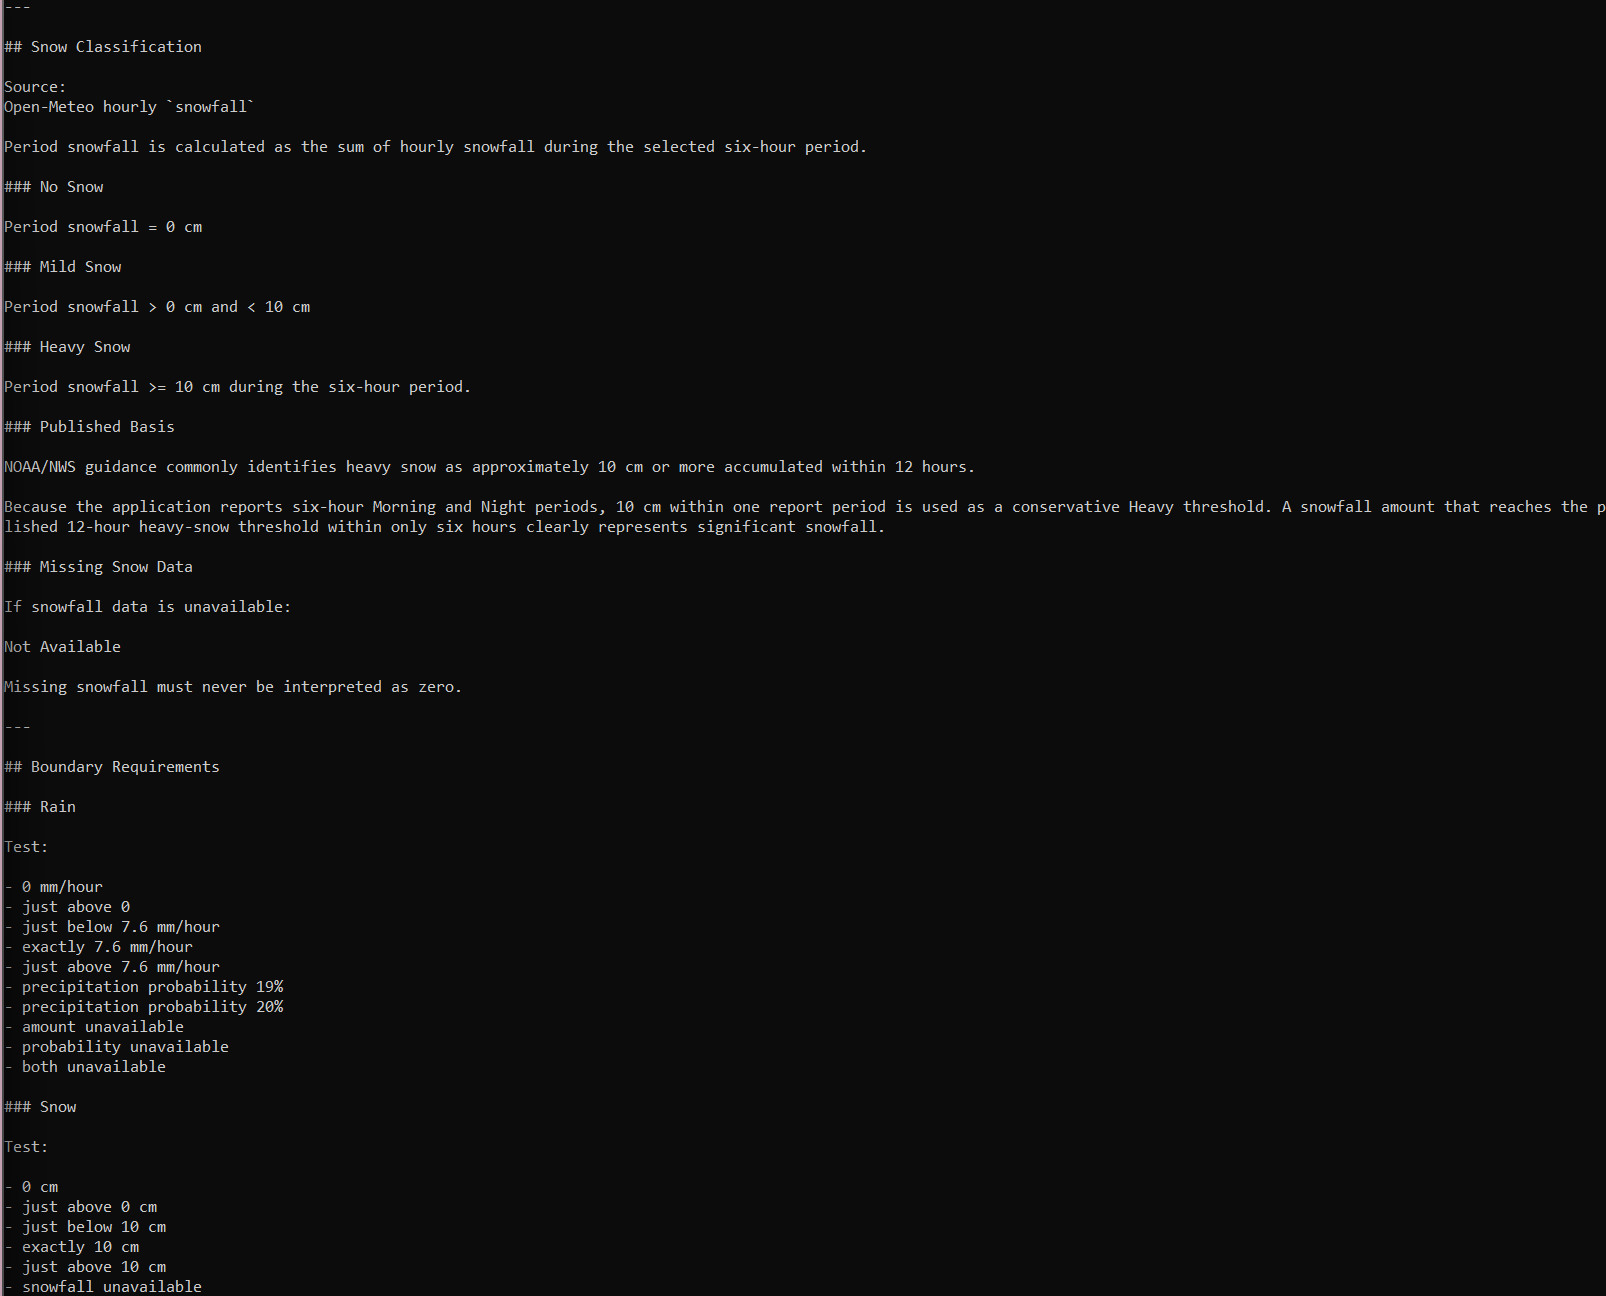 ---
## Snow Classification
Source:
Open-Meteo hourly `snowfall`
Period snowfall is calculated as the sum of hourly snowfall during the selected six-hour period.
### No Snow
Period snowfall = 0 cm
### Mild Snow
Period snowfall > 0 cm and < 10 cm
### Heavy Snow
Period snowfall >= 10 cm during the six-hour period.
### Published Basis
NOAA/NWS guidance commonly identifies heavy snow as approximately 10 cm or more accumulated within 12 hours.
Because the application reports six-hour Morning and Night periods, 10 cm within one report period is used as a conservative Heavy threshold. A snowfall amount that reaches the p
lished 12-hour heavy-snow threshold within only six hours clearly represents significant snowfall.
### Missing Snow Data
If snowfall data is unavailable:
Not Available
Missing snowfall must never be interpreted as zero.
---
## Boundary Requirements
### Rain
Test:
- 0 mm/hour
- just above 0
- just below 7.6 mm/hour
- exactly 7.6 mm/hour
- just above 7.6 mm/hour
- precipitation probability 19%
- precipitation probability 20%
- amount unavailable
- probability unavailable
- both unavailable
### Snow
Test:
- 0 cm
- just above 0 cm
- just below 10 cm
- exactly 10 cm
- just above 10 cm
- snowfall unavailable